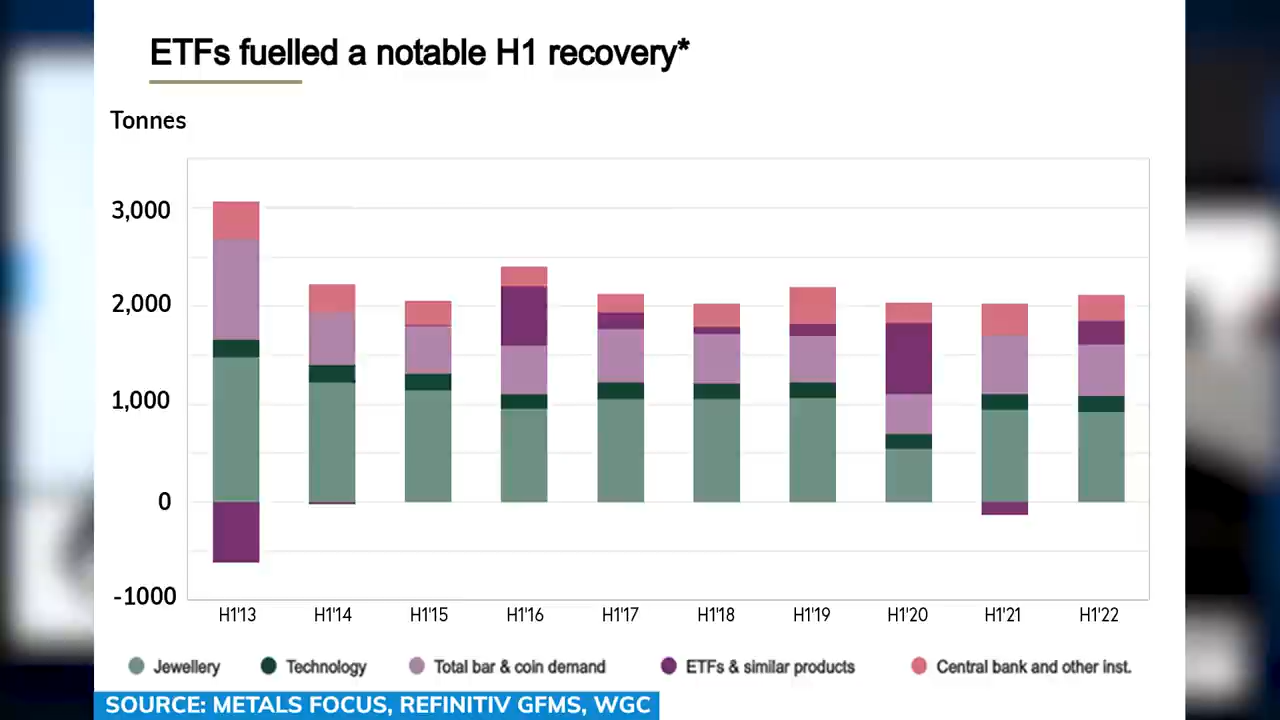 ETFs fuelled a notable H1 recovery*
Tonnes
3,000
2,000
1,000
0
-1000
H1'13 H1'14 H1'15 H1'16 H1'17 H1'18 H1'19 H1'20 H1'21 H1'22
Jewellery Technology Total bar & coin demand ETFs & similar products Central bank and other inst.
SOURCE: METALS FOCUS, REFINITIV GFMS, WGC